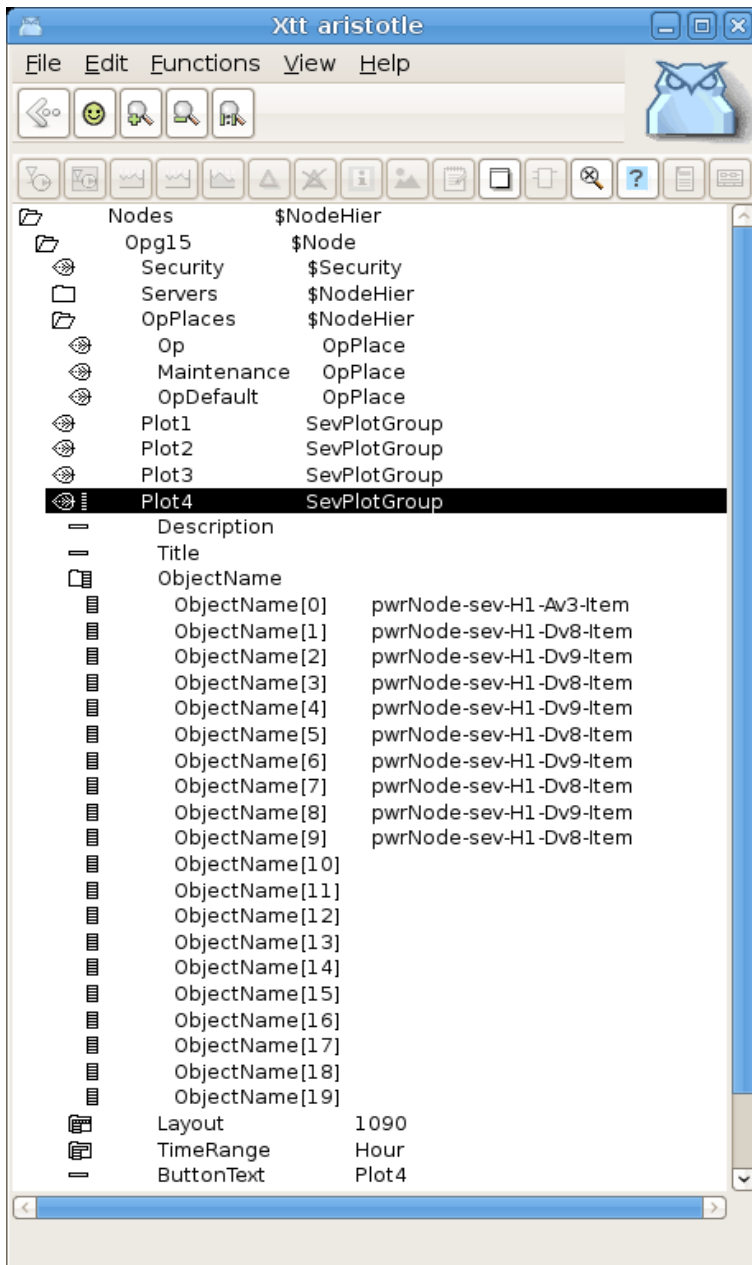 Xtt aristotle
File Edit Functions View Help
Nodes $NodeHier
Opg15 $Node
Security $Security
Servers $NodeHier
OpPlaces $NodeHier
Op OpPlace
Maintenance OpPlace
OpDefault OpPlace
Plot1 SevPlotGroup
Plot2 SevPlotGroup
Plot3 SevPlotGroup
Plot4 SevPlotGroup
Description
Title
ObjectName
ObjectName[0] pwrNode-sev-H1-Av3-Item
ObjectName[1] pwrNode-sev-H1-Dv8-Item
ObjectName[2] pwrNode-sev-H1-Dv9-Item
ObjectName[3] pwrNode-sev-H1-Dv8-Item
ObjectName[4] pwrNode-sev-H1-Dv9-Item
ObjectName[5] pwrNode-sev-H1-Dv8-Item
ObjectName[6] pwrNode-sev-H1-Dv9-Item
ObjectName[7] pwrNode-sev-H1-Dv8-Item
ObjectName[8] pwrNode-sev-H1-Dv9-Item
ObjectName[9] pwrNode-sev-H1-Dv8-Item
ObjectName[10]
ObjectName[11]
ObjectName[12]
ObjectName[13]
ObjectName[14]
ObjectName[15]
ObjectName[16]
ObjectName[17]
ObjectName[18]
ObjectName[19]
Layout 1090
TimeRange Hour
ButtonText Plot4